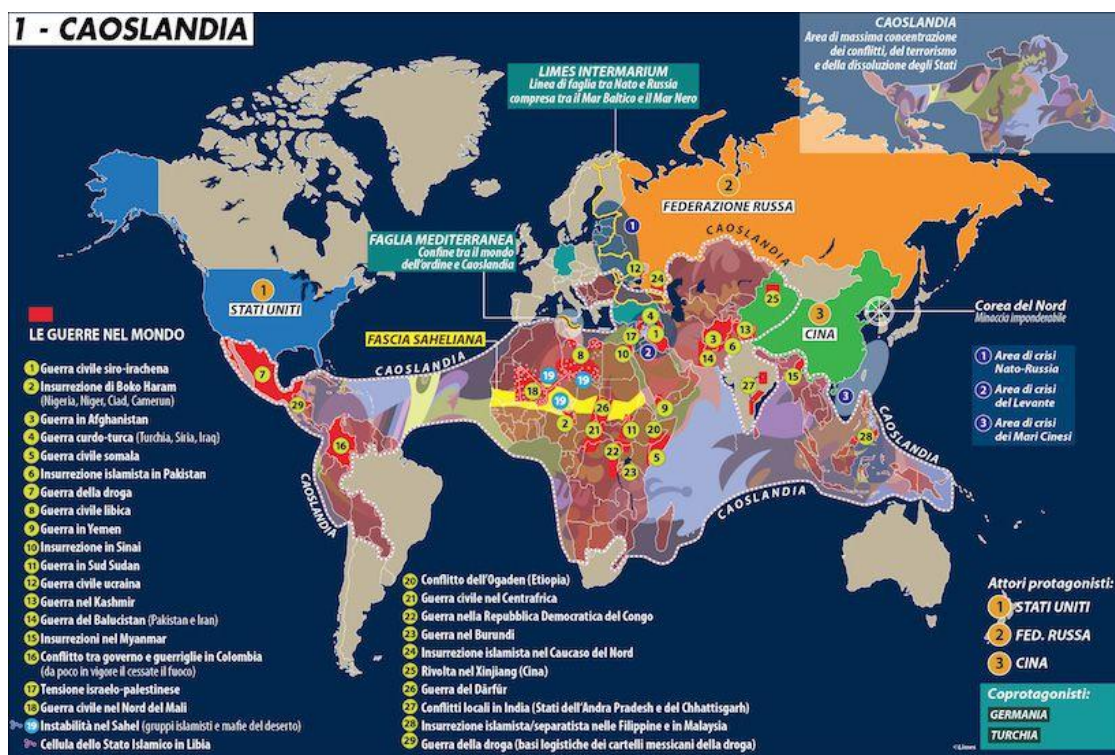 1 - CAOSLANDIA
CAOSLANDIA
Area di massima concentrazione
dei conflitti, del terrorismo
e della dissoluzione degli Stati
LIMES INTERMARIUM
Linea di faglia tra Nato e Russia
compresa tra il Mar Baltico e il Mar Nero
2
FEDERAZIONE RUSSA
FAGLIA MEDITERRANEA
Confine tra il mondo
dell'ordine e Caoslandia
CAOSLANDIA
1
STATI UNITI
3
CINA
Corea del Nord
Minaccia imponderabile
FASCIA SAHELIANA
CAOSLANDIA
CAOSLANDIA
CAOSLANDIA
CAOSLANDIA
1 Area di crisi
Nato-Russia
2 Area di crisi
del Levante
3 Area di crisi
dei Mari Cinesi
LE GUERRE NEL MONDO
1 Guerra civile siro-irachena
2 Insurrezione di Boko Haram
(Nigeria, Niger, Ciad, Camerun)
3 Guerra in Afghanistan
4 Guerra curdo-turca (Turchia, Siria, Iraq)
5 Guerra civile somala
6 Insurrezione islamista in Pakistan
7 Guerra della droga
8 Guerra civile libica
9 Guerra in Yemen
10 Insurrezione in Sinai
11 Guerra in Sud Sudan
12 Guerra civile ucraina
13 Guerra nel Kashmir
14 Guerra del Balucistan (Pakistan e Iran)
15 Insurrezioni nel Myanmar
16 Conflitto tra governo e guerriglie in Colombia
(da poco in vigore il cessate il fuoco)
17 Tensione israelo-palestinese
18 Guerra civile nel Nord del Mali
19 Instabilità nel Sahel (gruppi islamisti e mafie del deserto)
Cellula dello Stato Islamico in Libia
20 Conflitto dell'Ogaden (Etiopia)
21 Guerra civile nel Centrafrica
22 Guerra nella Repubblica Democratica del Congo
23 Guerra nel Burundi
24 Insurrezione islamista nel Caucaso del Nord
25 Rivolta nel Xinjiang (Cina)
26 Guerra del Dārfūr
27 Conflitti locali in India (Stati dell'Andra Pradesh e del Chhattisgarh)
28 Insurrezione islamista/separatista nelle Filippine e in Malaysia
29 Guerra della droga (basi logistiche dei cartelli messicani della droga)
Attori protagonisti:
1 STATI UNITI
2 FED. RUSSA
3 CINA
Coprotagonisti:
GERMANIA
TURCHIA
©Limes